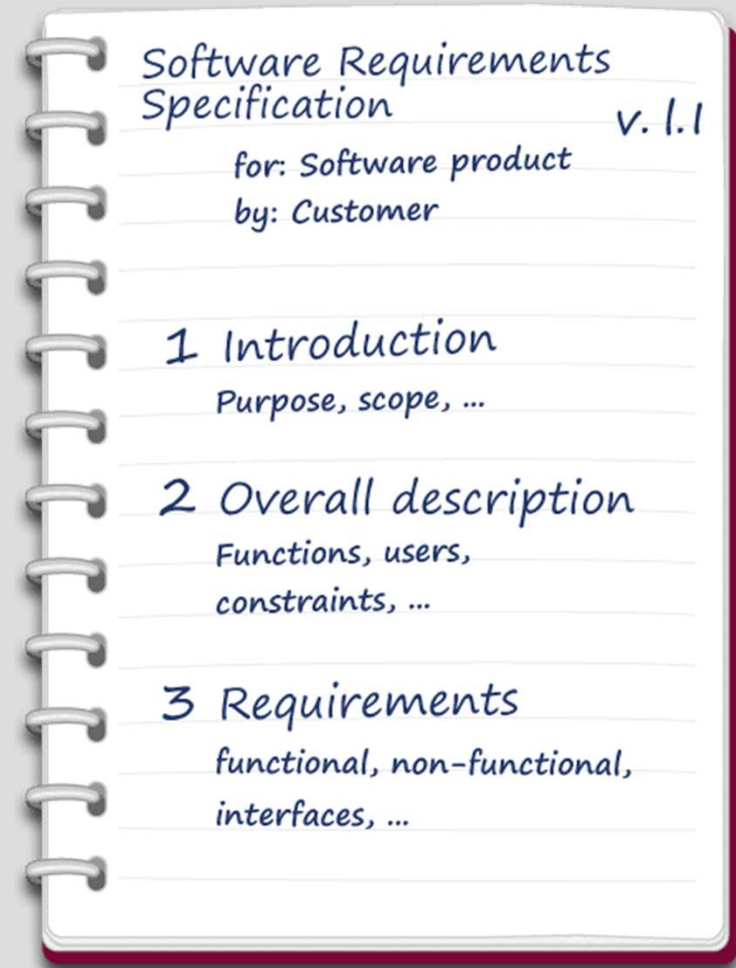 Software Requirements
Specification
v. 1.1
for: Software product
by: Customer
1 Introduction
Purpose, scope, ...
2 Overall description
Functions, users,
constraints, ...
3 Requirements
functional, non-functional,
interfaces, ...